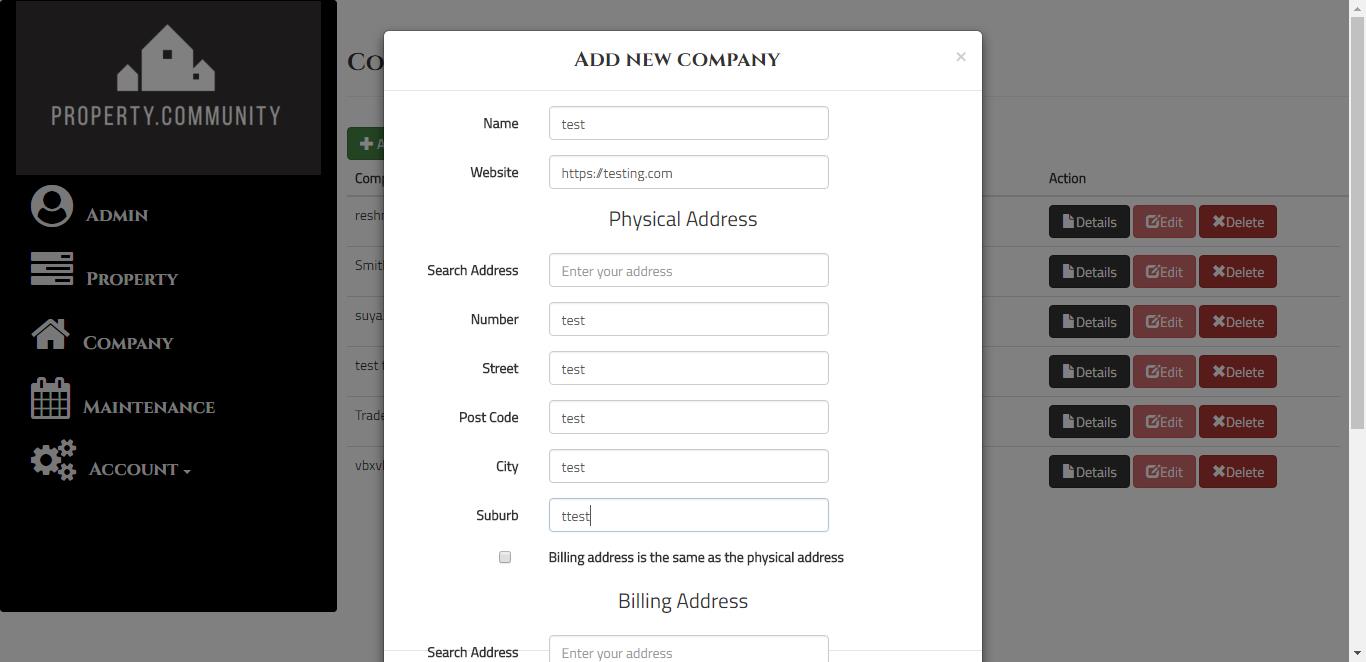 PROPERTY.COMMUNITY
Admin
Property
Company
Maintenance
Account
Co
Add new company
×
A
Name
test
Website
https://testing.com
Physical Address
Search Address
Enter your address
Number
test
Street
test
Post Code
test
City
test
Suburb
ttest
Billing address is the same as the physical address
Billing Address
Search Address
Enter your address
Action
Smit
suya
test
Trade
Details Edit Delete
Details Edit Delete
Details Edit Delete
Details Edit Delete
Details Edit Delete
Details Edit Delete